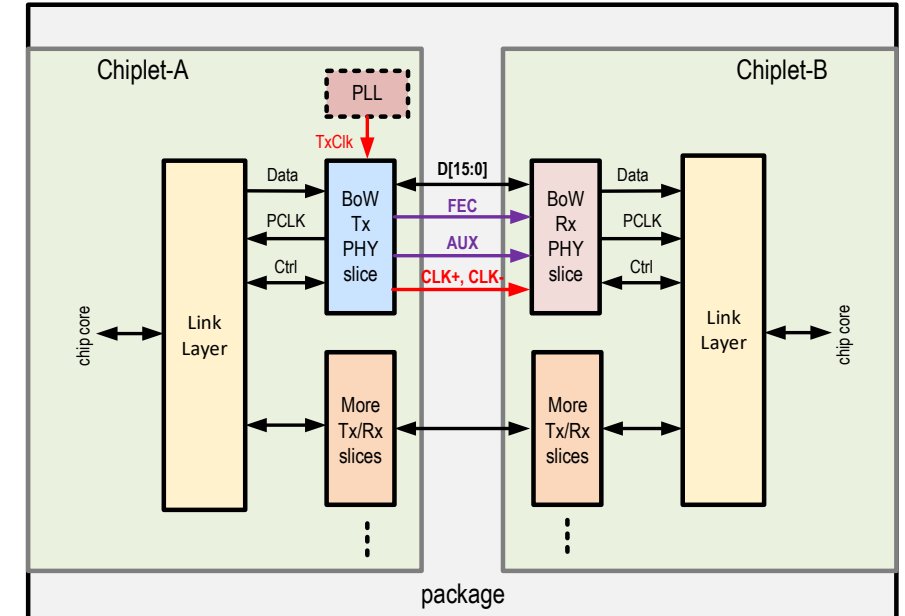 Chiplet-A
Chiplet-B
PLL
TxClk
D[15:0]
Data
BoW
Tx
PHY
slice
BoW
Rx
PHY
slice
Data
FEC
PCLK
PCLK
AUX
Ctrl
CLK+, CLK-
Ctrl
chip core
Link
Layer
Link
Layer
chip core
More
Tx/Rx
slices
More
Tx/Rx
slices
package